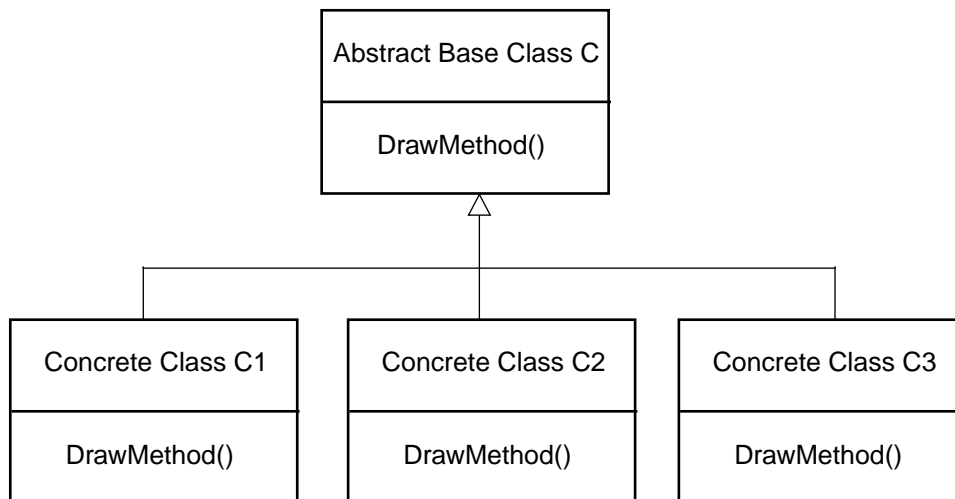 Abstract Base Class C
DrawMethod()
Concrete Class C1
Concrete Class C2
Concrete Class C3
DrawMethod()
DrawMethod()
DrawMethod()